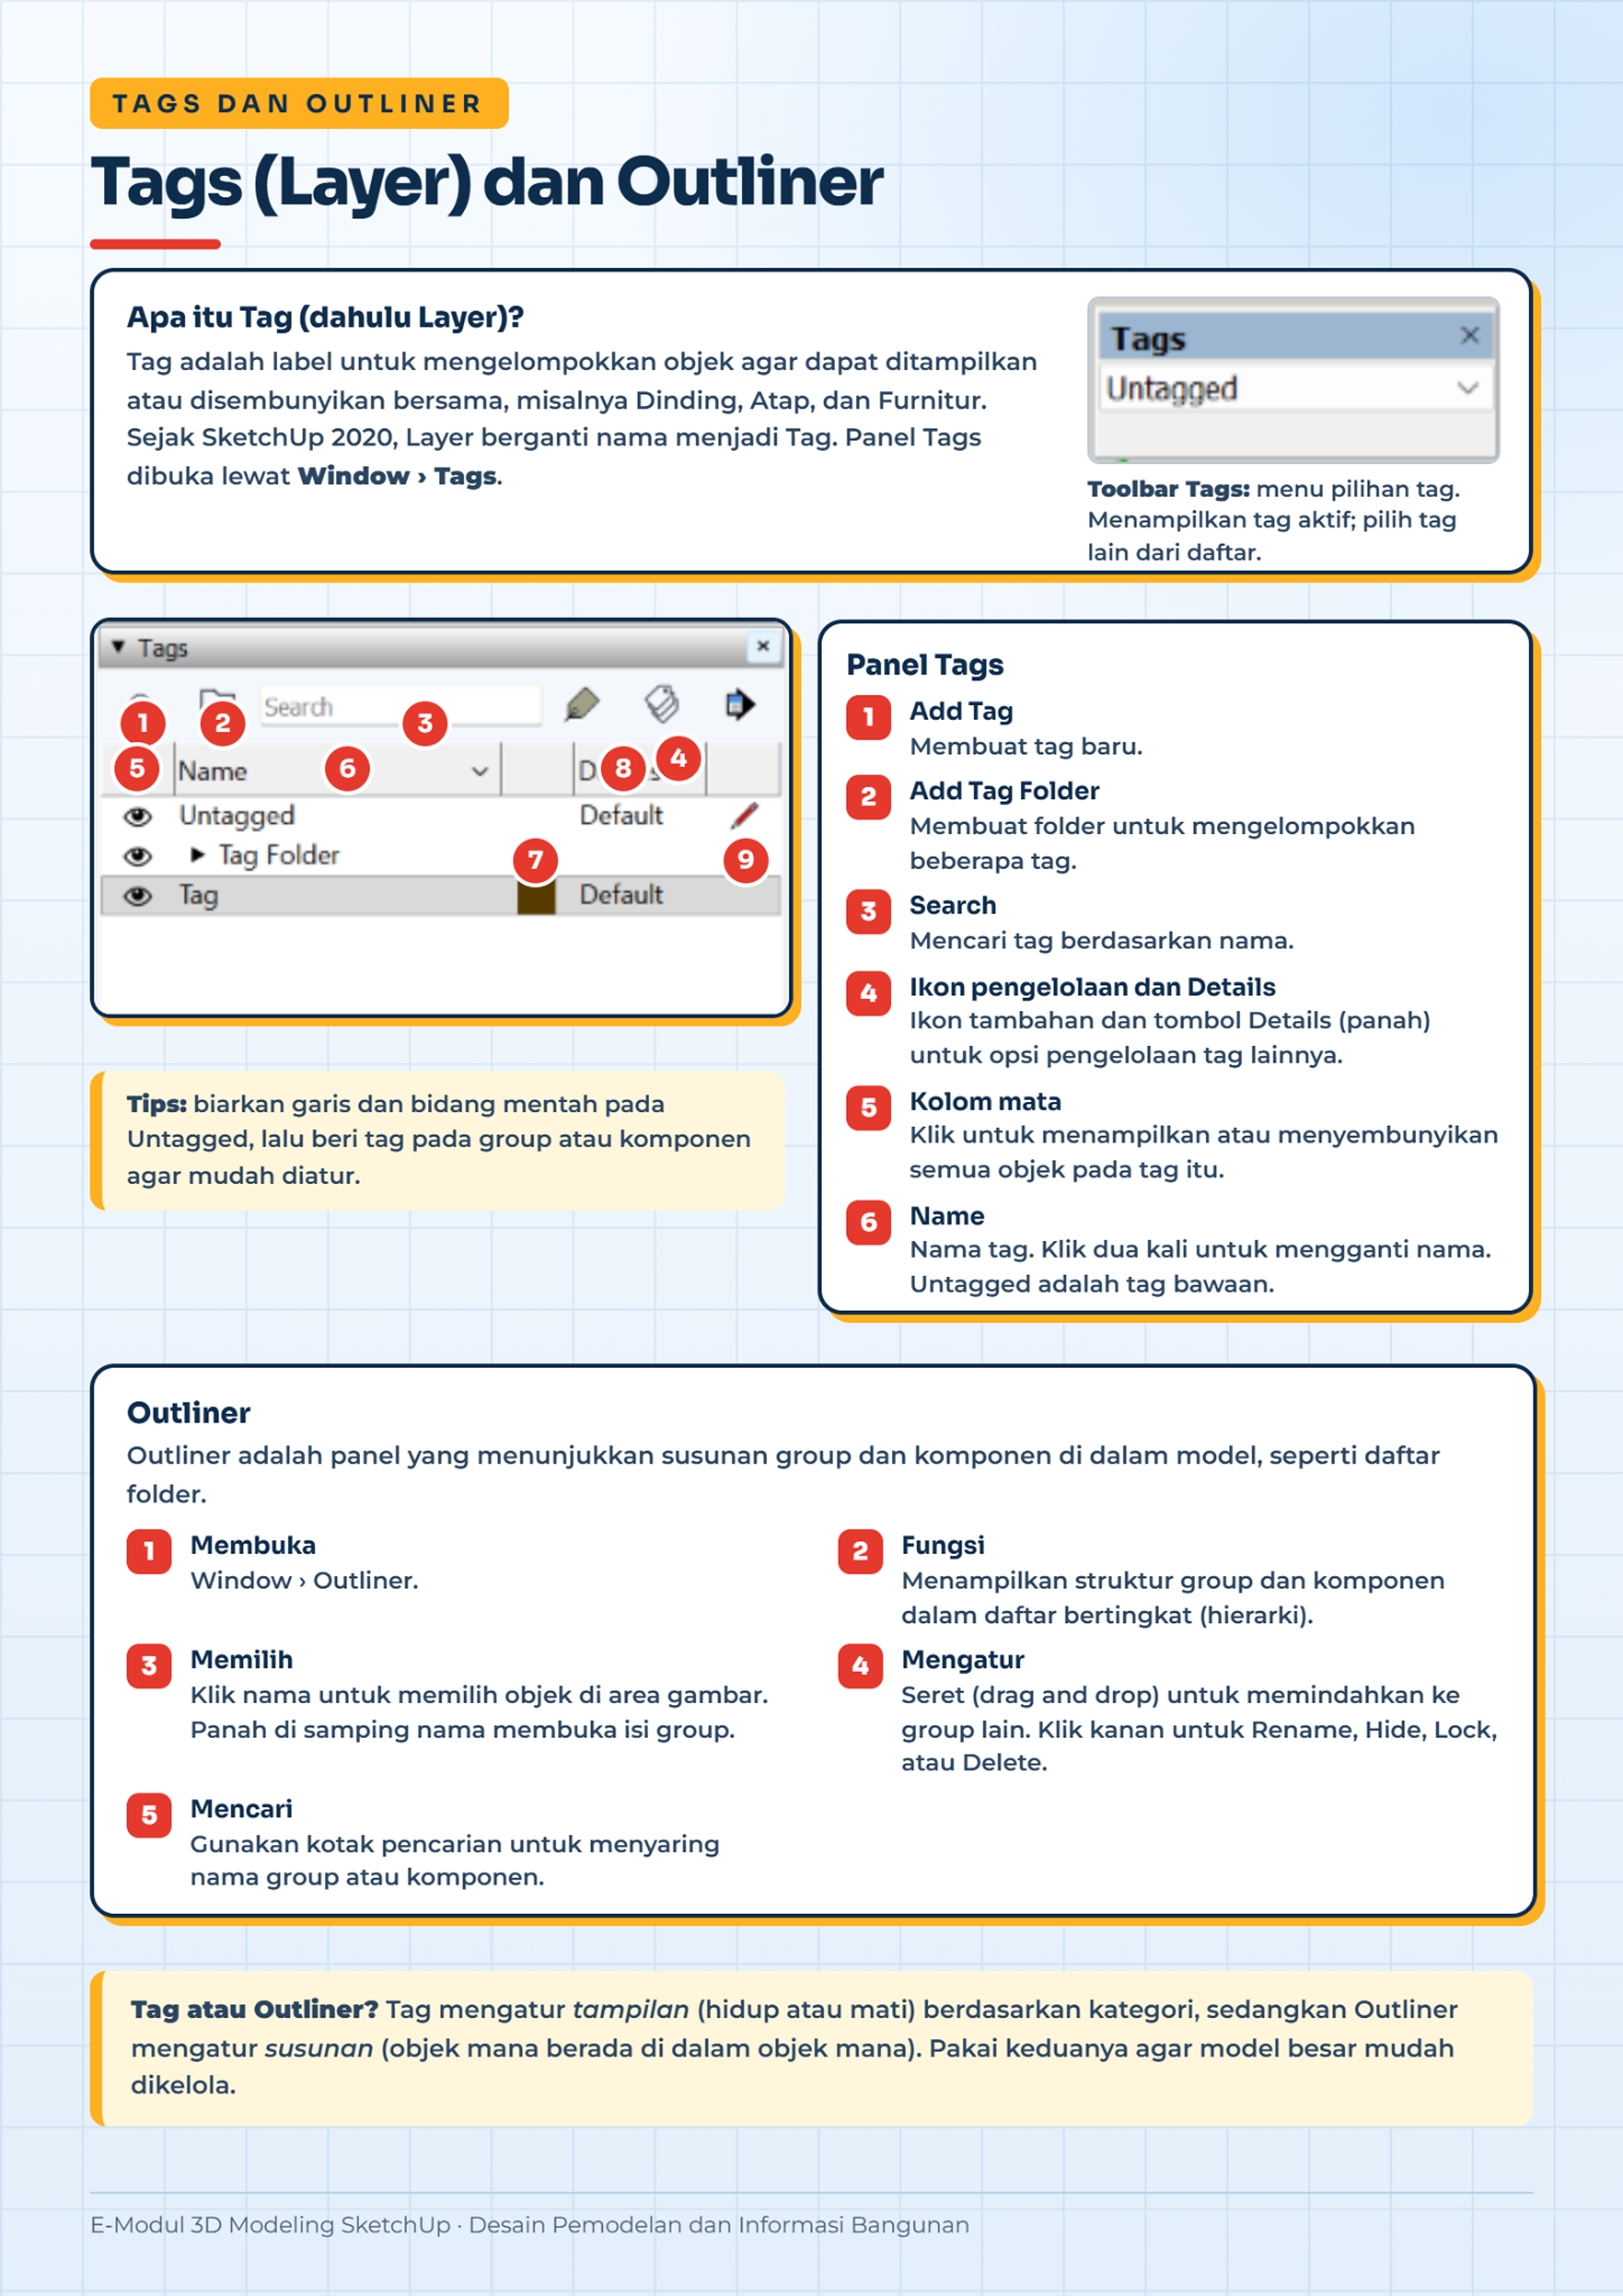 TAGS DAN OUTLINER
Tags (Layer) dan Outliner
Apa itu Tag (dahulu Layer)?
Tag adalah label untuk mengelompokkan objek agar dapat ditampilkan
atau disembunyikan bersama, misalnya Dinding, Atap, dan Furnitur.
Sejak SketchUp 2020, Layer berganti nama menjadi Tag. Panel Tags
dibuka lewat Window › Tags.
Tags
Untagged
Toolbar Tags: menu pilihan tag.
Menampilkan tag aktif; pilih tag
lain dari daftar.
Tags
Search
1 2 3
5 Name 6 8 4
Untagged Default
Tag Folder 7 9
Tag Default
Tips: biarkan garis dan bidang mentah pada
Untagged, lalu beri tag pada group atau komponen
agar mudah diatur.
Panel Tags
1 Add Tag
Membuat tag baru.
2 Add Tag Folder
Membuat folder untuk mengelompokkan
beberapa tag.
3 Search
Mencari tag berdasarkan nama.
4 Ikon pengelolaan dan Details
Ikon tambahan dan tombol Details (panah)
untuk opsi pengelolaan tag lainnya.
5 Kolom mata
Klik untuk menampilkan atau menyembunyikan
semua objek pada tag itu.
6 Name
Nama tag. Klik dua kali untuk mengganti nama.
Untagged adalah tag bawaan.
Outliner
Outliner adalah panel yang menunjukkan susunan group dan komponen di dalam model, seperti daftar
folder.
1 Membuka
Window › Outliner.
2 Fungsi
Menampilkan struktur group dan komponen
dalam daftar bertingkat (hierarki).
3 Memilih
Klik nama untuk memilih objek di area gambar.
Panah di samping nama membuka isi group.
4 Mengatur
Seret (drag and drop) untuk memindahkan ke
group lain. Klik kanan untuk Rename, Hide, Lock,
atau Delete.
5 Mencari
Gunakan kotak pencarian untuk menyaring
nama group atau komponen.
Tag atau Outliner? Tag mengatur tampilan (hidup atau mati) berdasarkan kategori, sedangkan Outliner
mengatur susunan (objek mana berada di dalam objek mana). Pakai keduanya agar model besar mudah
dikelola.
E-Modul 3D Modeling SketchUp · Desain Pemodelan dan Informasi Bangunan